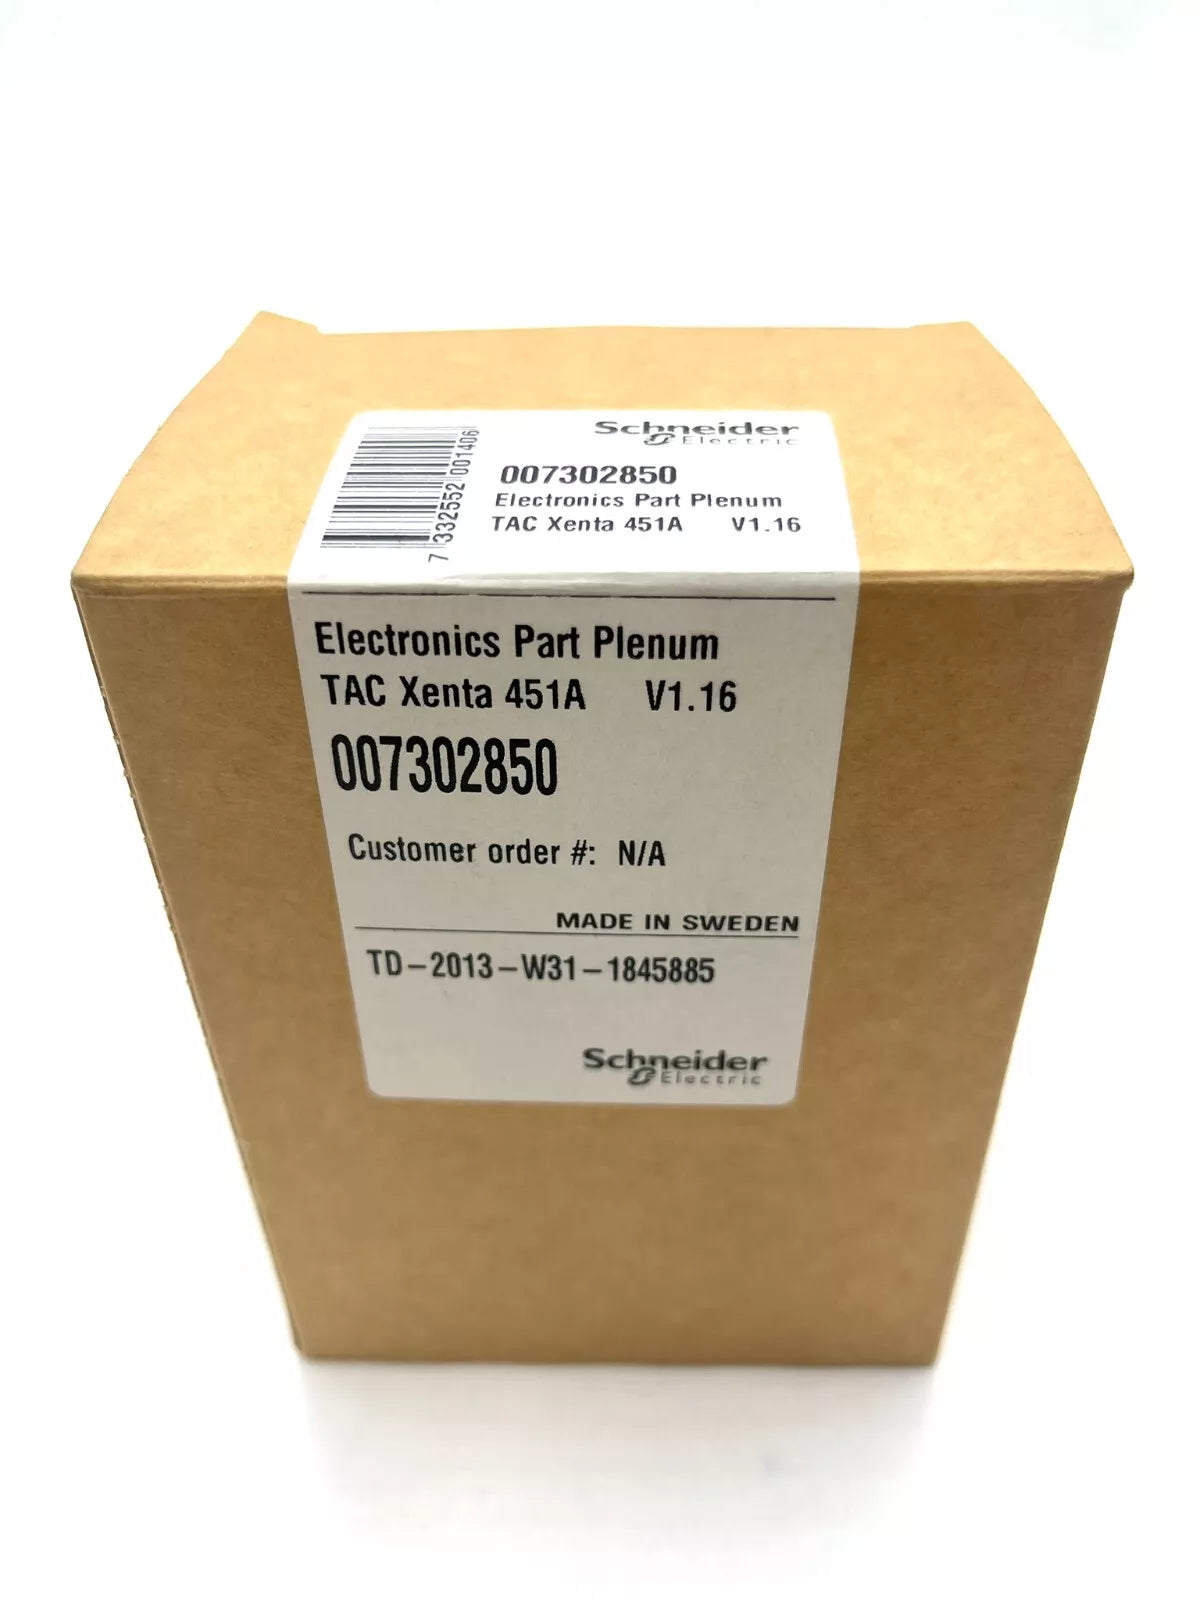 Schneider
Electric
007302850
Electronics Part Plenum
TAC Xenta 451A V1.16
7 332552 001406
Electronics Part Plenum
TAC Xenta 451A V1.16
007302850
Customer order #: N/A
MADE IN SWEDEN
TD-2013-W31-1845885
Schneider
Electric